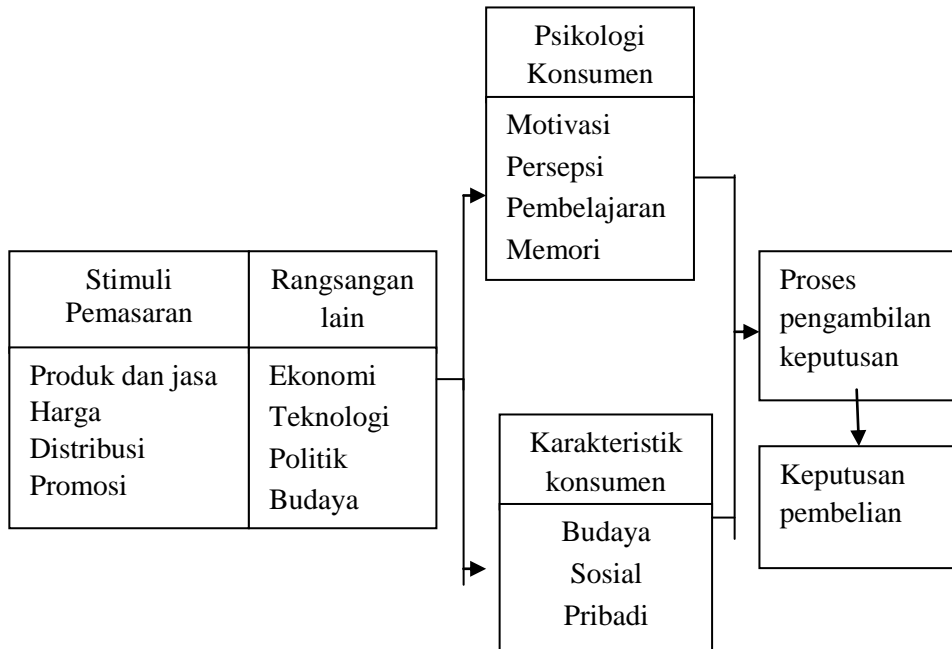 Psikologi
Konsumen
Motivasi
Persepsi
Pembelajaran
Memori
Stimuli
Pemasaran
Rangsangan
lain
Produk dan jasa
Harga
Distribusi
Promosi
Ekonomi
Teknologi
Politik
Budaya
Karakteristik
konsumen
Budaya
Sosial
Pribadi
Proses
pengambilan
keputusan
Keputusan
pembelian